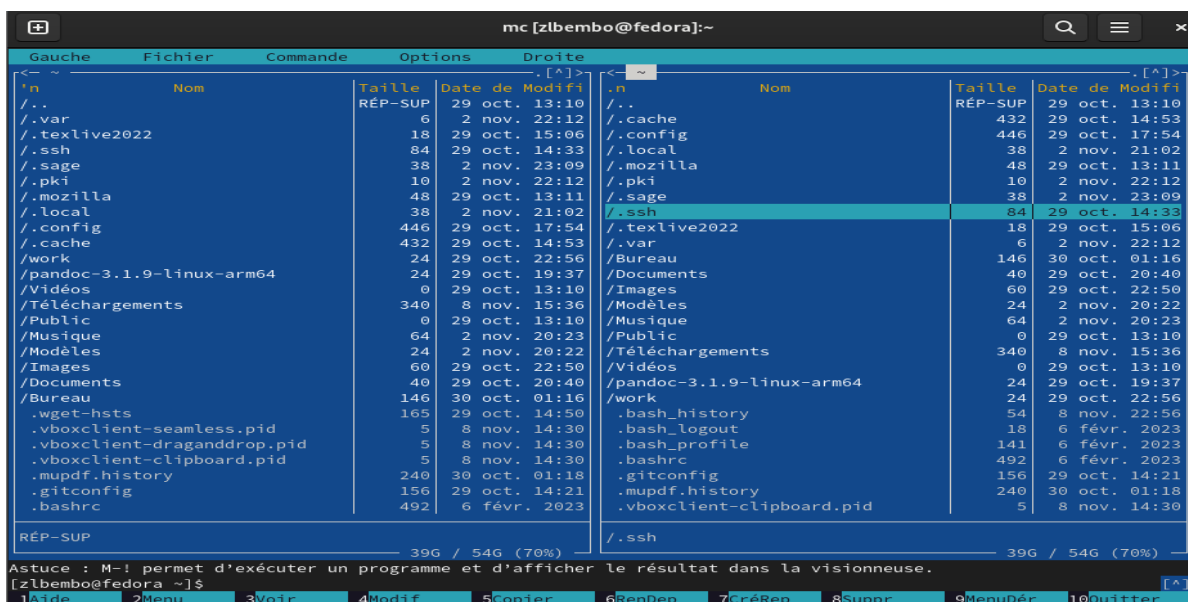 mc [zlbembo@fedora]:~
Gauche Fichier Commande Options Droite
<— ~ .[^]>
'n Nom Taille Date de Modifi
/.. RÉP-SUP 29 oct. 13:10
/.var 6 2 nov. 22:12
/.texlive2022 18 29 oct. 15:06
/.ssh 84 29 oct. 14:33
/.sage 38 2 nov. 23:09
/.pki 10 2 nov. 22:12
/.mozilla 48 29 oct. 13:11
/.local 38 2 nov. 21:02
/.config 446 29 oct. 17:54
/.cache 432 29 oct. 14:53
/work 24 29 oct. 22:56
/pandoc-3.1.9-linux-arm64 24 29 oct. 19:37
/Vidéos 0 29 oct. 13:10
/Téléchargements 340 8 nov. 15:36
/Public 0 29 oct. 13:10
/Musique 64 2 nov. 20:23
/Modèles 24 2 nov. 20:22
/Images 60 29 oct. 22:50
/Documents 40 29 oct. 20:40
/Bureau 146 30 oct. 01:16
.wget-hsts 165 29 oct. 14:50
.vboxclient-seamless.pid 5 8 nov. 14:30
.vboxclient-draganddrop.pid 5 8 nov. 14:30
.vboxclient-clipboard.pid 5 8 nov. 14:30
.mupdf.history 240 30 oct. 01:18
.gitconfig 156 29 oct. 14:21
.bashrc 492 6 févr. 2023
RÉP-SUP
39G / 54G (70%)
<— ~ .[^]>
.n Nom Taille Date de Modifi
/.. RÉP-SUP 29 oct. 13:10
/.cache 432 29 oct. 14:53
/.config 446 29 oct. 17:54
/.local 38 2 nov. 21:02
/.mozilla 48 29 oct. 13:11
/.pki 10 2 nov. 22:12
/.sage 38 2 nov. 23:09
/.ssh 84 29 oct. 14:33
/.texlive2022 18 29 oct. 15:06
/.var 6 2 nov. 22:12
/Bureau 146 30 oct. 01:16
/Documents 40 29 oct. 20:40
/Images 60 29 oct. 22:50
/Modèles 24 2 nov. 20:22
/Musique 64 2 nov. 20:23
/Public 0 29 oct. 13:10
/Téléchargements 340 8 nov. 15:36
/Vidéos 0 29 oct. 13:10
/pandoc-3.1.9-linux-arm64 24 29 oct. 19:37
/work 24 29 oct. 22:56
.bash_history 54 8 nov. 22:56
.bash_logout 18 6 févr. 2023
.bash_profile 141 6 févr. 2023
.bashrc 492 6 févr. 2023
.gitconfig 156 29 oct. 14:21
.mupdf.history 240 30 oct. 01:18
.vboxclient-clipboard.pid 5 8 nov. 14:30
/.ssh
39G / 54G (70%)
Astuce : M-! permet d’exécuter un programme et d’afficher le résultat dans la visionneuse.
[zlbembo@fedora ~]$ [^]
1Aide 2Menu 3Voir 4Modif 5Copier 6RenDep 7CréRep 8Suppr 9MenuDér 10Quitter